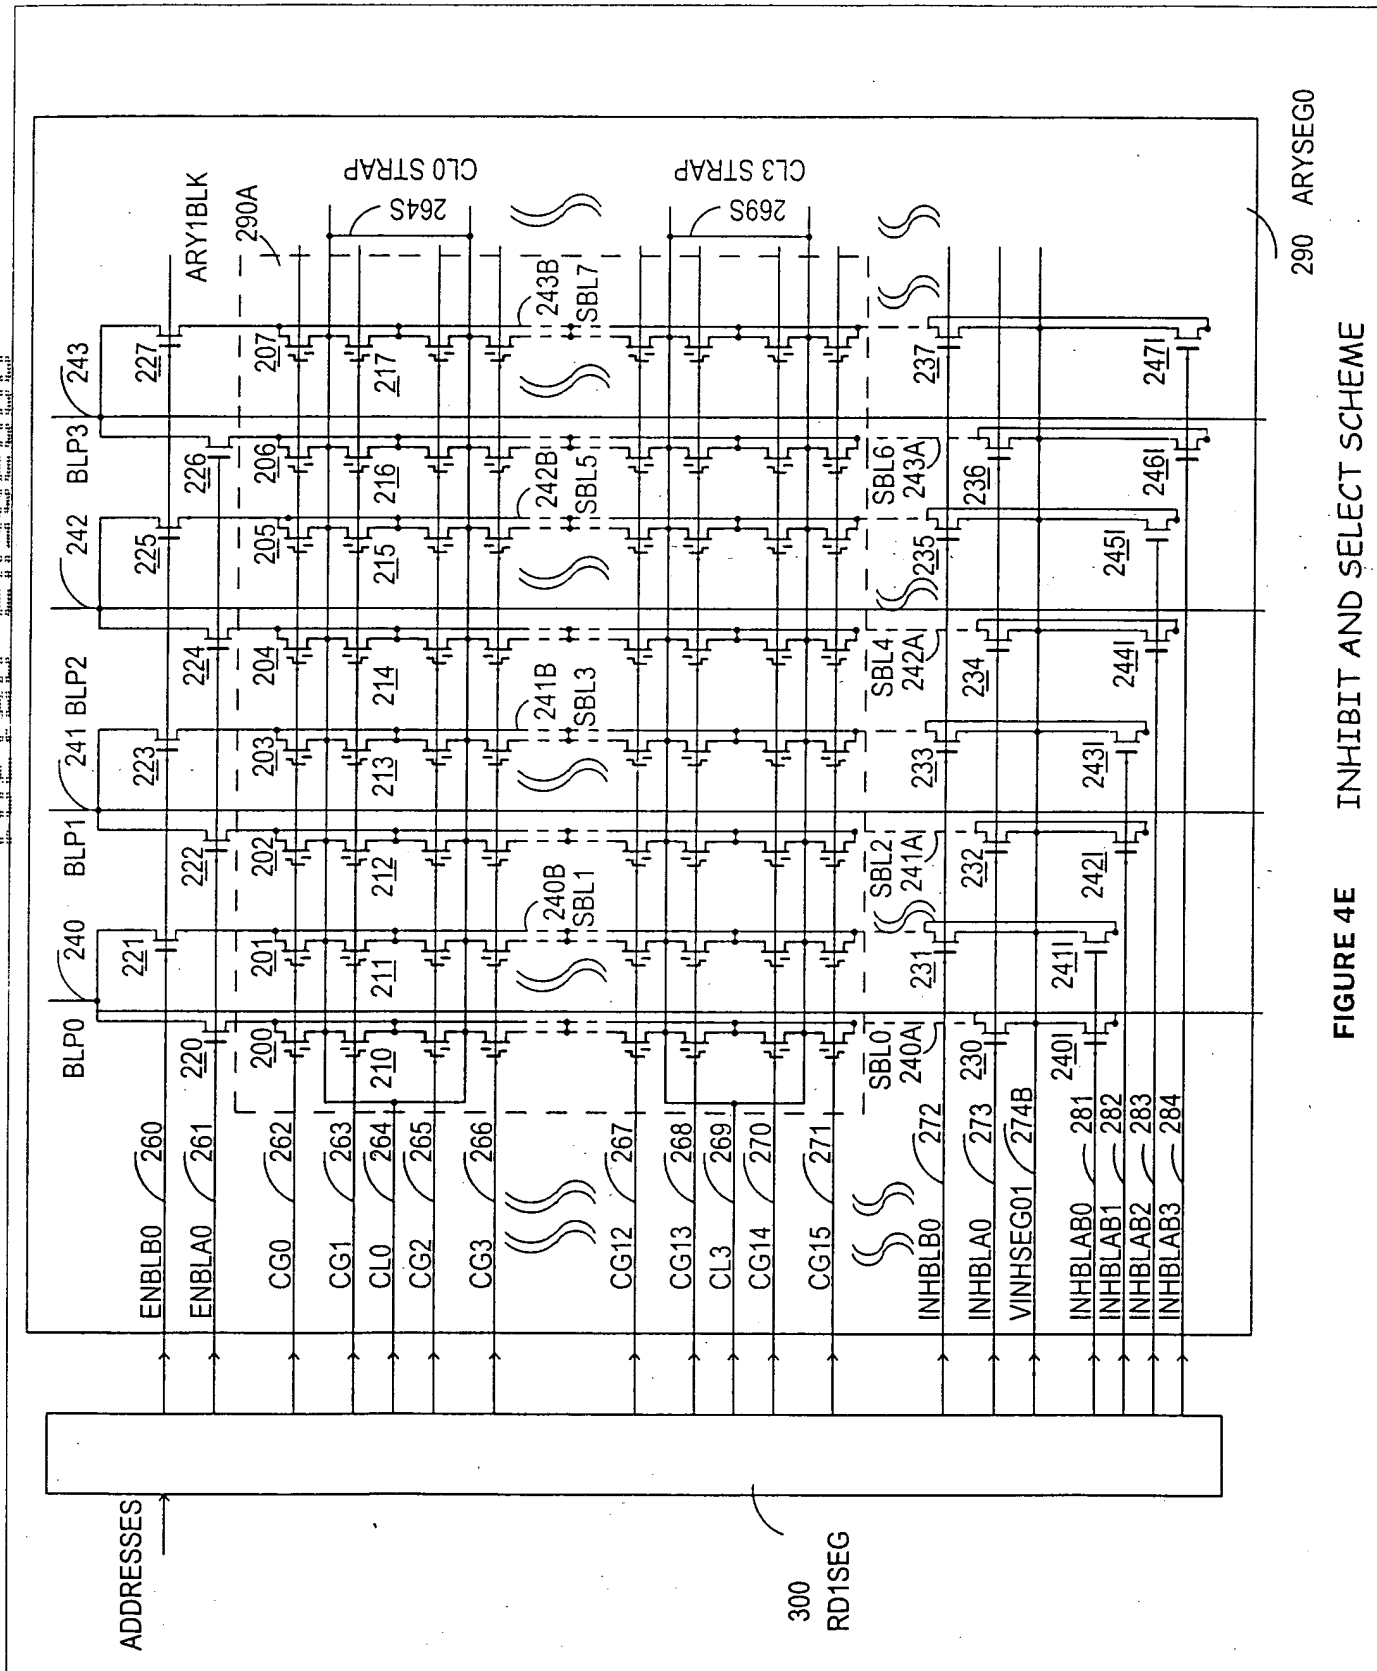 ADDRESSES
300
RD1SEG
BLP0
240
BLP1
241
BLP2
242
BLP3
243
ENBLB0
260
221
223
225
227
ARY1BLK
ENBLA0
261
220
222
224
226
290A
CG0
262
200
201
202
203
204
205
206
207
CG1
263
CL0
264
210
211
212
213
214
215
216
217
264S
CL0 STRAP
CG2
265
CG3
266
240B
SBL1
241B
SBL3
242B
SBL5
243B
SBL7
CG12
267
CG13
268
CL3
269
269S
CL3 STRAP
CG14
270
CG15
271
SBL0
240A
SBL2
241A
SBL4
242A
SBL6
243A
INHBLB0
272
231
233
235
237
INHBLA0
273
230
232
234
236
VINHSEG01
274B
INHBLAB0
281
240I
241I
INHBLAB1
282
242I
243I
INHBLAB2
283
244I
245I
INHBLAB3
284
246I
247I
290 ARYSEG0
FIGURE 4E INHIBIT AND SELECT SCHEME